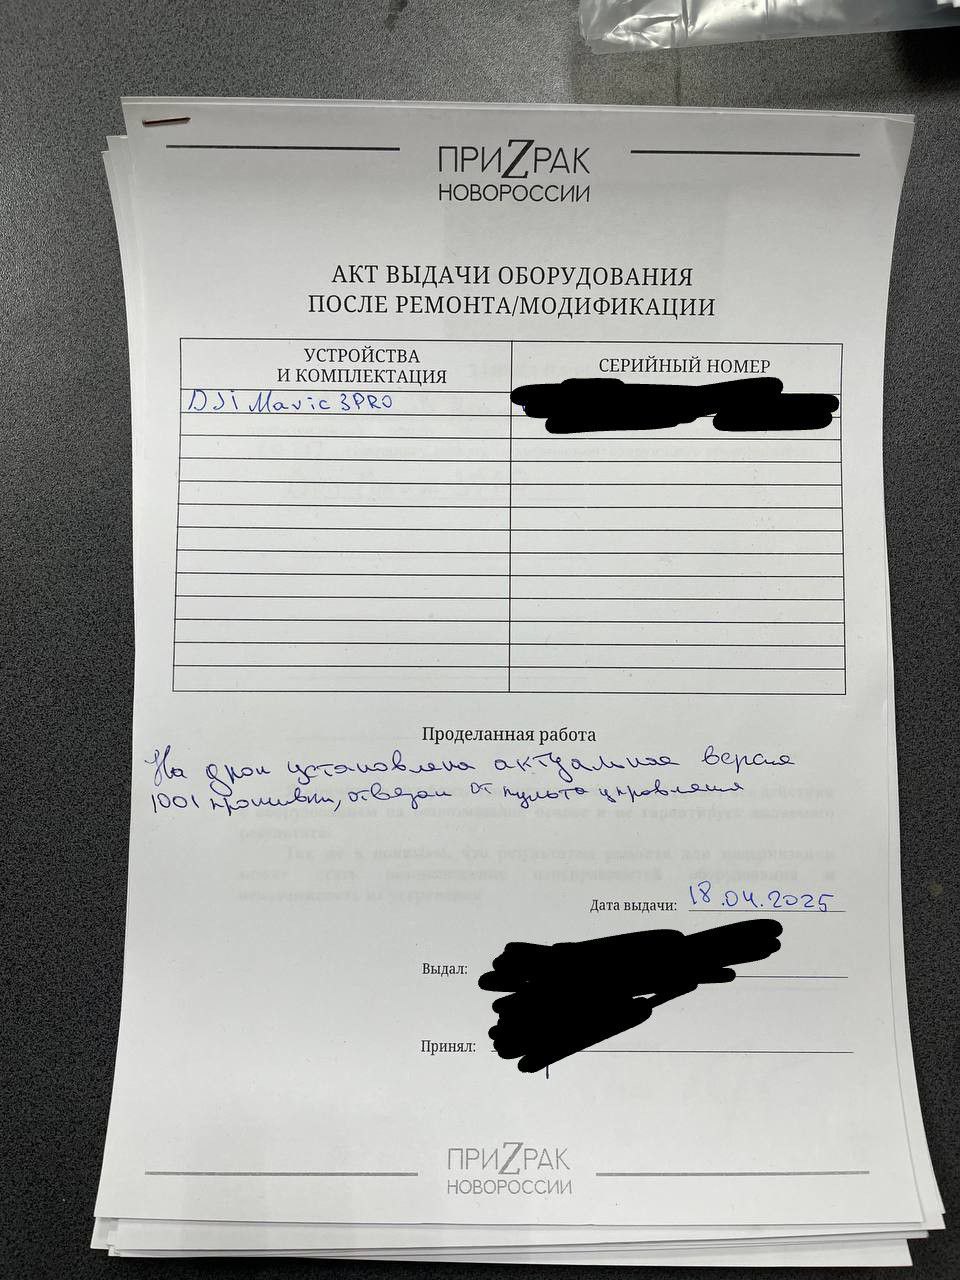 ПРИZРАК
НОВОРОССИИ
АКТ ВЫДАЧИ ОБОРУДОВАНИЯ
ПОСЛЕ РЕМОНТА/МОДИФИКАЦИИ
УСТРОЙСТВА
И КОМПЛЕКТАЦИЯ
СЕРИЙНЫЙ НОМЕР
DJi Mavic 3PRO
Проделанная работа
На дрон установлена актуальная версия
1001 прошивки, отвязан от пульта управления
Дата выдачи: 18.04.2025
Выдал:
Принял:
ПРИZРАК
НОВОРОССИИ